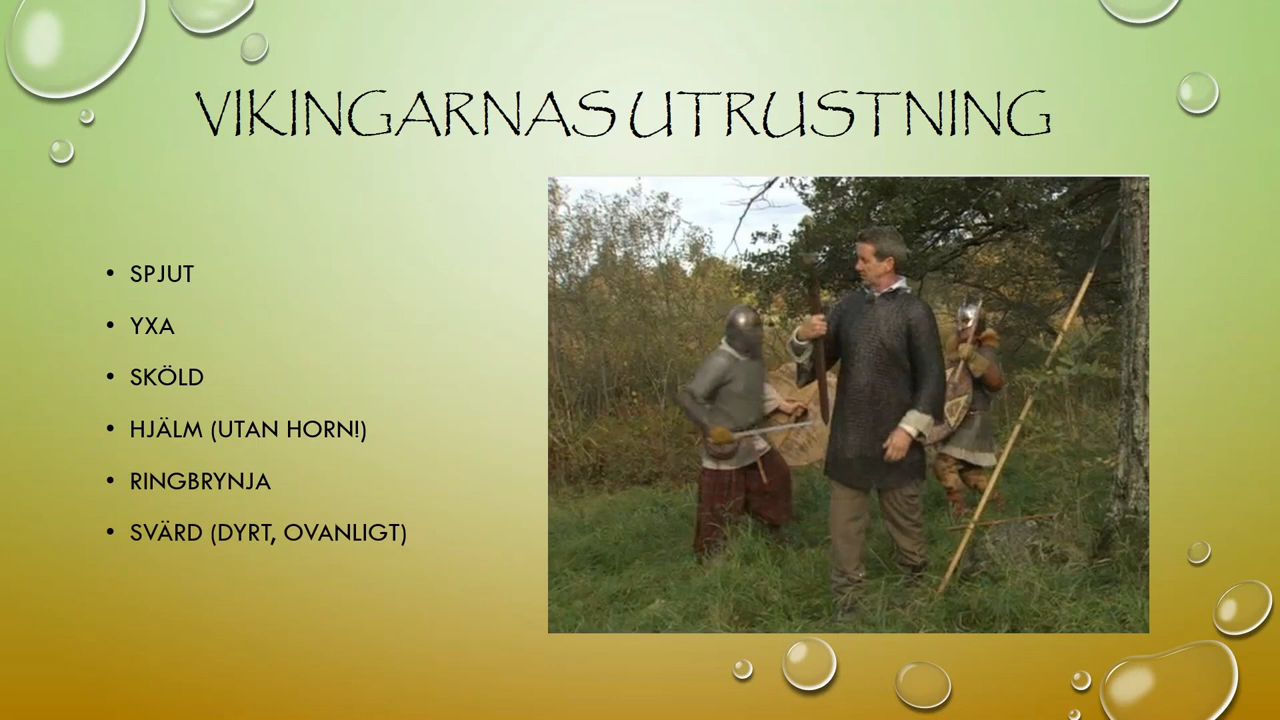 VIKINGARNAS UTRUSTNING
• SPJUT
• YXA
• SKÖLD
• HJÄLM (UTAN HORN!)
• RINGBRYNJA
• SVÄRD (DYRT, OVANLIGT)